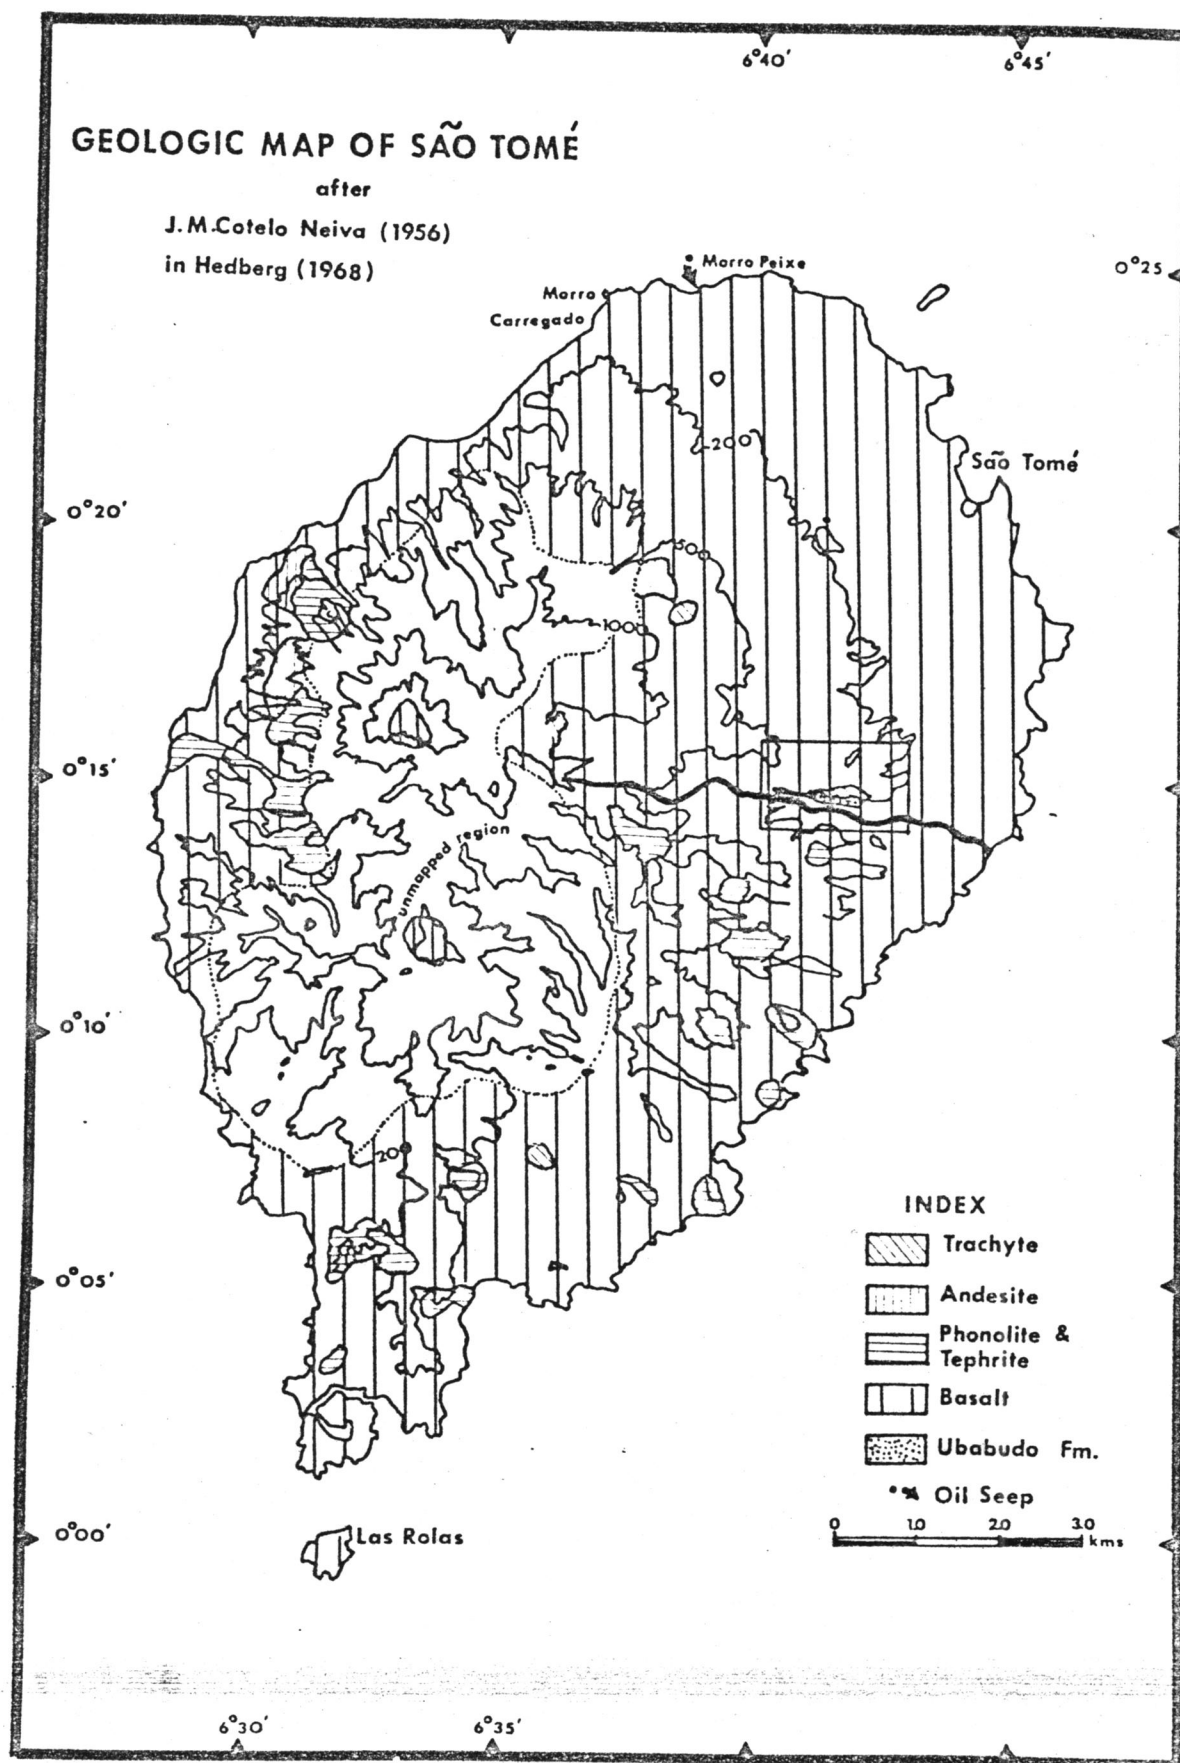 6°40′
6°45′
GEOLOGIC MAP OF SÃO TOMÉ
after
J.M.Cotelo Neiva (1956)
in Hedberg (1968)
Morro Peixe
0°25
Morro
Carregado
200
São Tomé
0°20′
500
1000
0°15′
unmapped region
0°10′
200
INDEX
Trachyte
Andesite
0°05′
Phonolite &
Tephrite
Basalt
Ubabudo Fm.
Oil Seep
0 1.0 2.0 3.0
kms
0°00′
Las Rolas
6°30′
6°35′